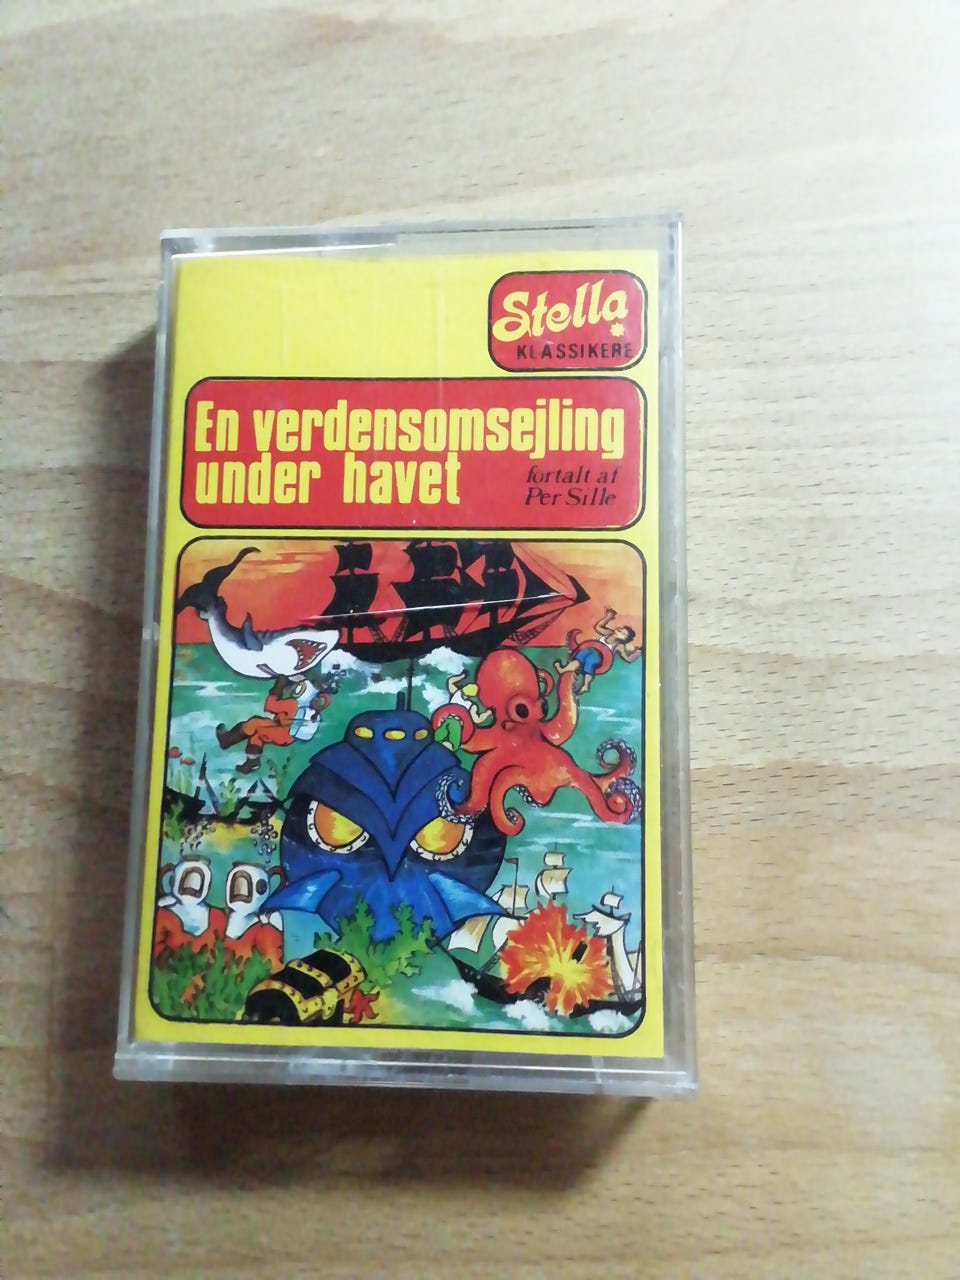 Stella
KLASSIKERE
En verdensomsejling
under havet
fortalt af
Per Sille